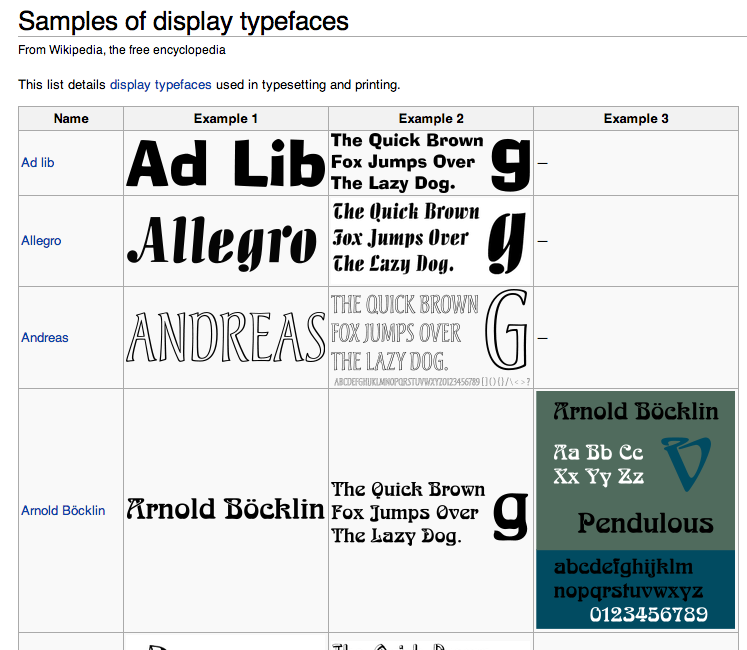 Samples of display typefaces
From Wikipedia, the free encyclopedia
This list details display typefaces used in typesetting and printing.
Name Example 1 Example 2 Example 3
Ad lib
Ad Lib
The Quick Brown
Fox Jumps Over
The Lazy Dog.
g
—
Allegro
Allegro
The Quick Brown
Fox Jumps Over
The Lazy Dog.
g
—
Andreas
ANDREAS
THE QUICK BROWN
FOX JUMPS OVER
THE LAZY DOG.
G
ABCDEFGHIJKLMNOPQRSTUVWXYZ0123456789 [ ] ( ) { } / \ < > ?
—
Arnold Böcklin
Arnold Böcklin
The Quick Brown
Fox Jumps Over
The Lazy Dog.
g
Arnold Böcklin
Aa Bb Cc
Xx Yy Zz
V
Pendulous
abcdefghijklm
nopqrstuvwxyz
0123456789